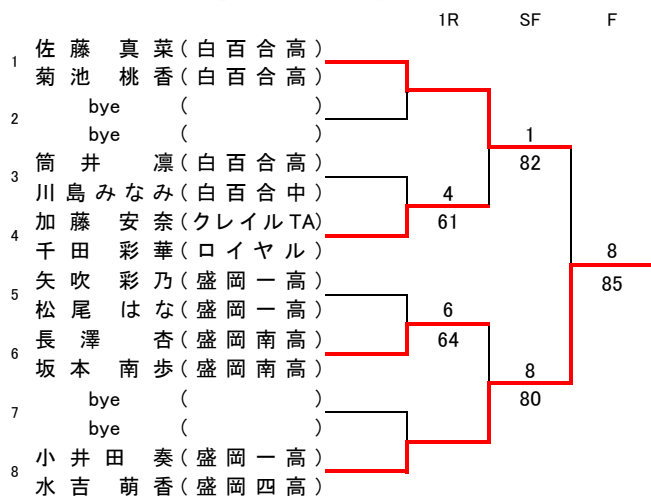 1R SF F
1 佐藤 真菜(白百合高)
菊池 桃香(白百合高)
2 bye ( )
bye ( )
3 筒井 凛(白百合高)
川島みなみ(白百合中)
4 加藤 安奈(クレイルTA)
千田 彩華(ロイヤル)
5 矢吹 彩乃(盛岡一高)
松尾 はな(盛岡一高)
6 長澤 杏(盛岡南高)
坂本 南歩(盛岡南高)
7 bye ( )
bye ( )
8 小井田 奏(盛岡一高)
水吉 萌香(盛岡四高)
4
61
6
64
1
82
8
80
8
85